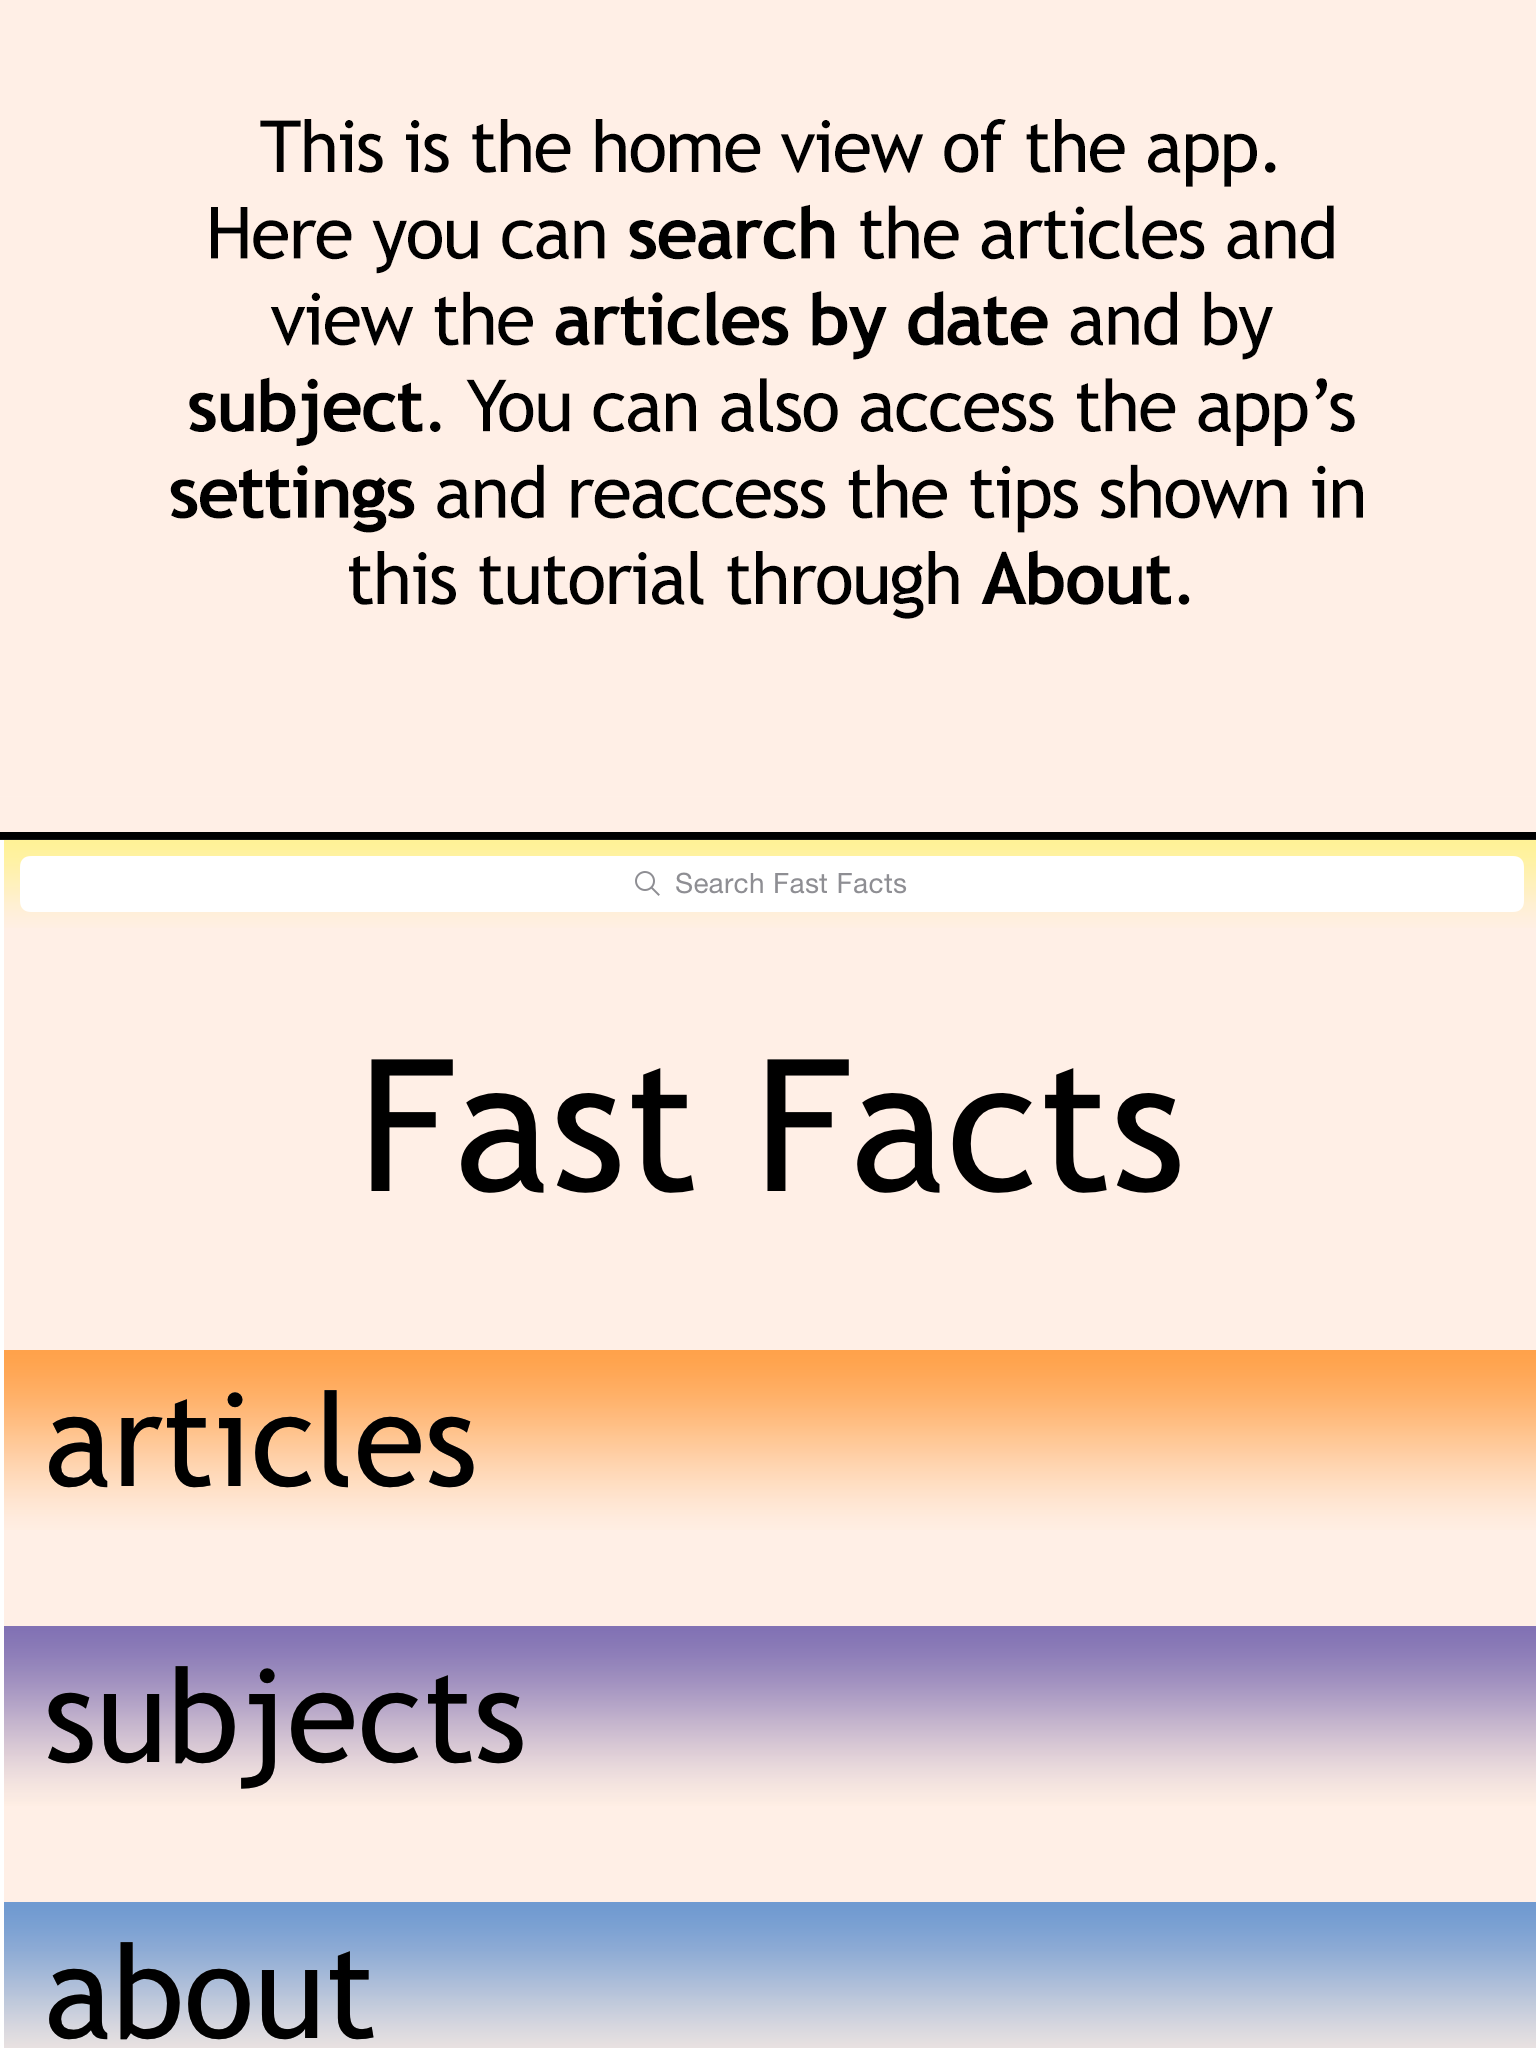 This is the home view of the app.
Here you can search the articles and
view the articles by date and by
subject. You can also access the app’s
settings and reaccess the tips shown in
this tutorial through About.
Search Fast Facts
Fast Facts
articles
subjects
about